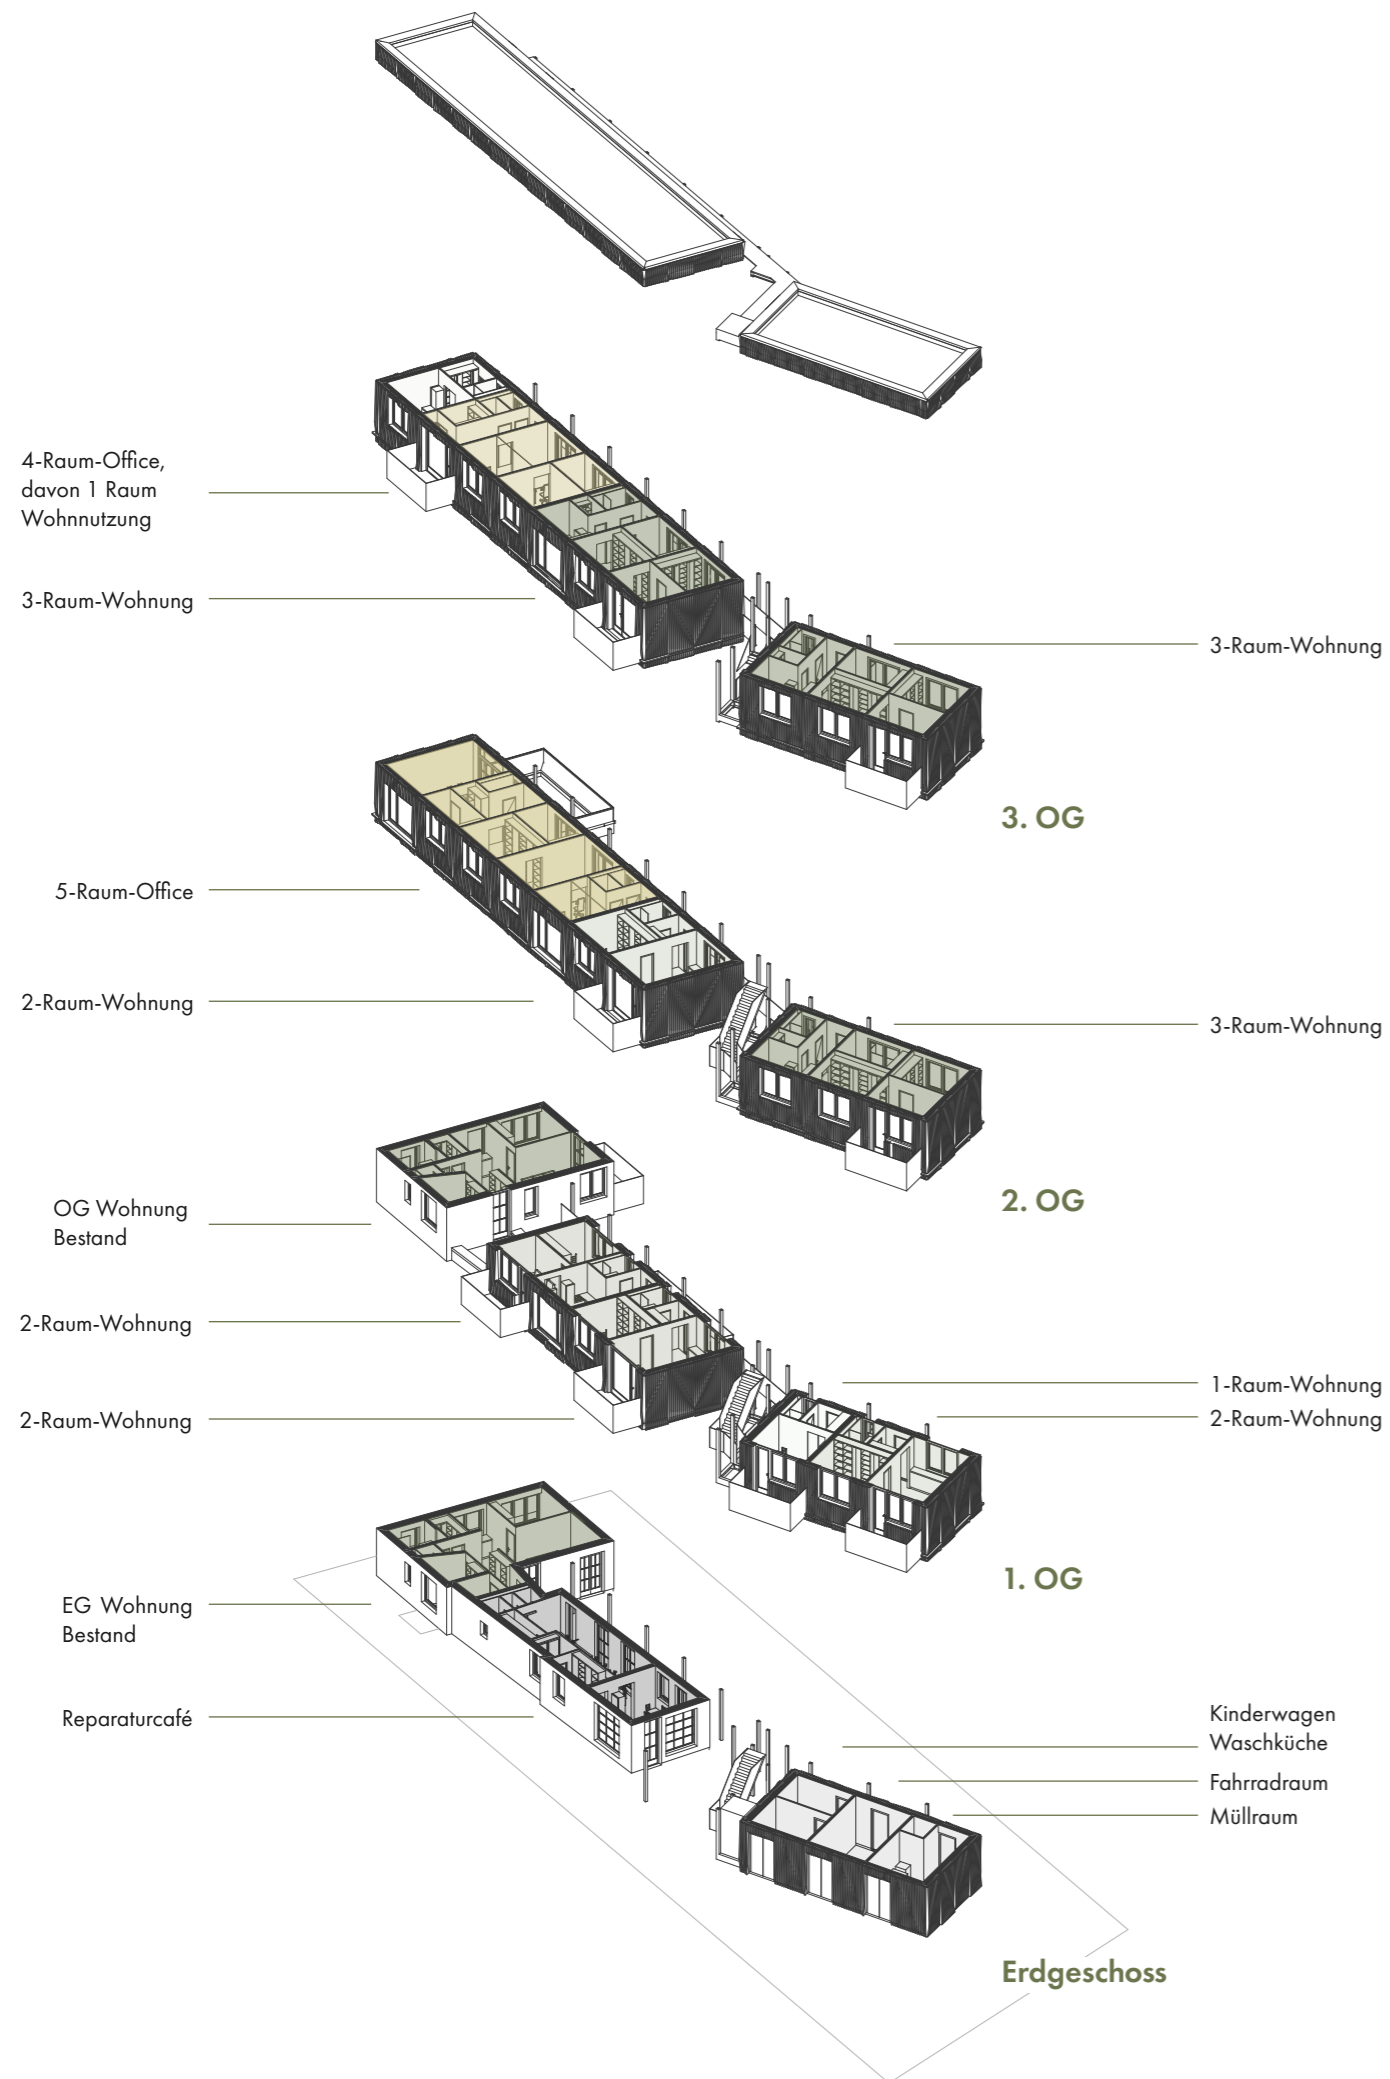 4-Raum-Office,
davon 1 Raum
Wohnnutzung
3-Raum-Wohnung
3-Raum-Wohnung
3. OG
5-Raum-Office
2-Raum-Wohnung
3-Raum-Wohnung
2. OG
OG Wohnung
Bestand
2-Raum-Wohnung
2-Raum-Wohnung
1-Raum-Wohnung
2-Raum-Wohnung
1. OG
EG Wohnung
Bestand
Reparaturcafé
Kinderwagen
Waschküche
Fahrradraum
Müllraum
Erdgeschoss